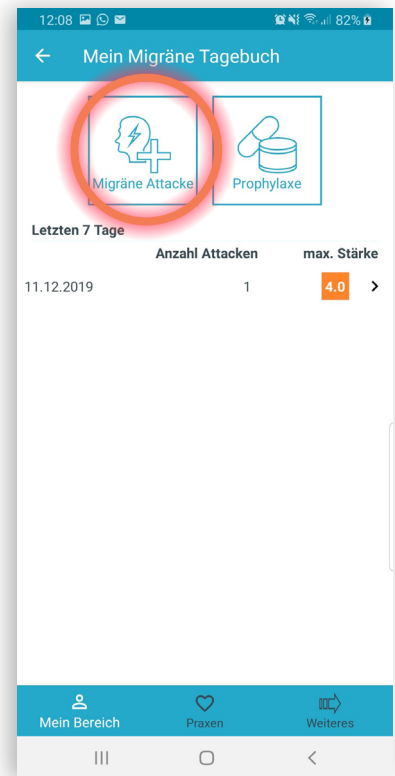 12:08 82%
Mein Migräne Tagebuch
Migräne Attacke Prophylaxe
Letzten 7 Tage
Anzahl Attacken max. Stärke
11.12.2019 1 4.0
Mein Bereich Praxen Weiteres